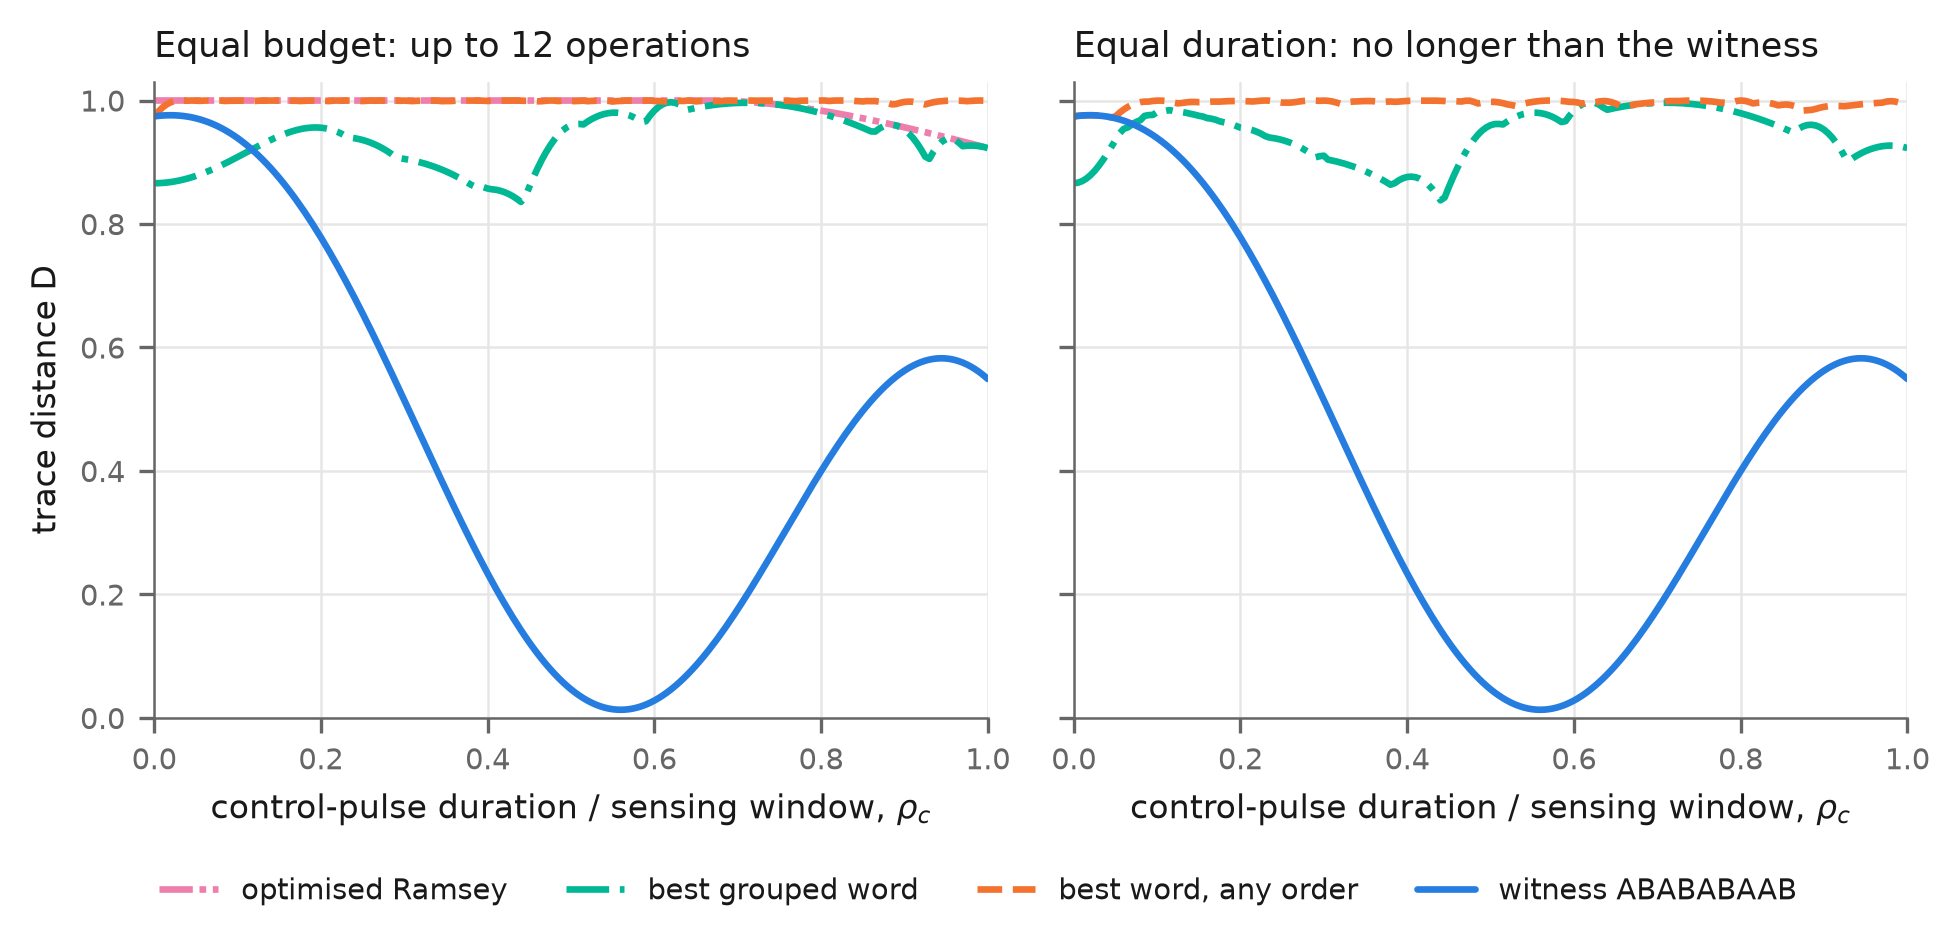 Equal budget: up to 12 operations
Equal duration: no longer than the witness
trace distance D
1.0
0.8
0.6
0.4
0.2
0.0
0.0 0.2 0.4 0.6 0.8 1.0
0.0 0.2 0.4 0.6 0.8 1.0
control-pulse duration / sensing window, ρc
control-pulse duration / sensing window, ρc
optimised Ramsey
best grouped word
best word, any order
witness ABABABAAB